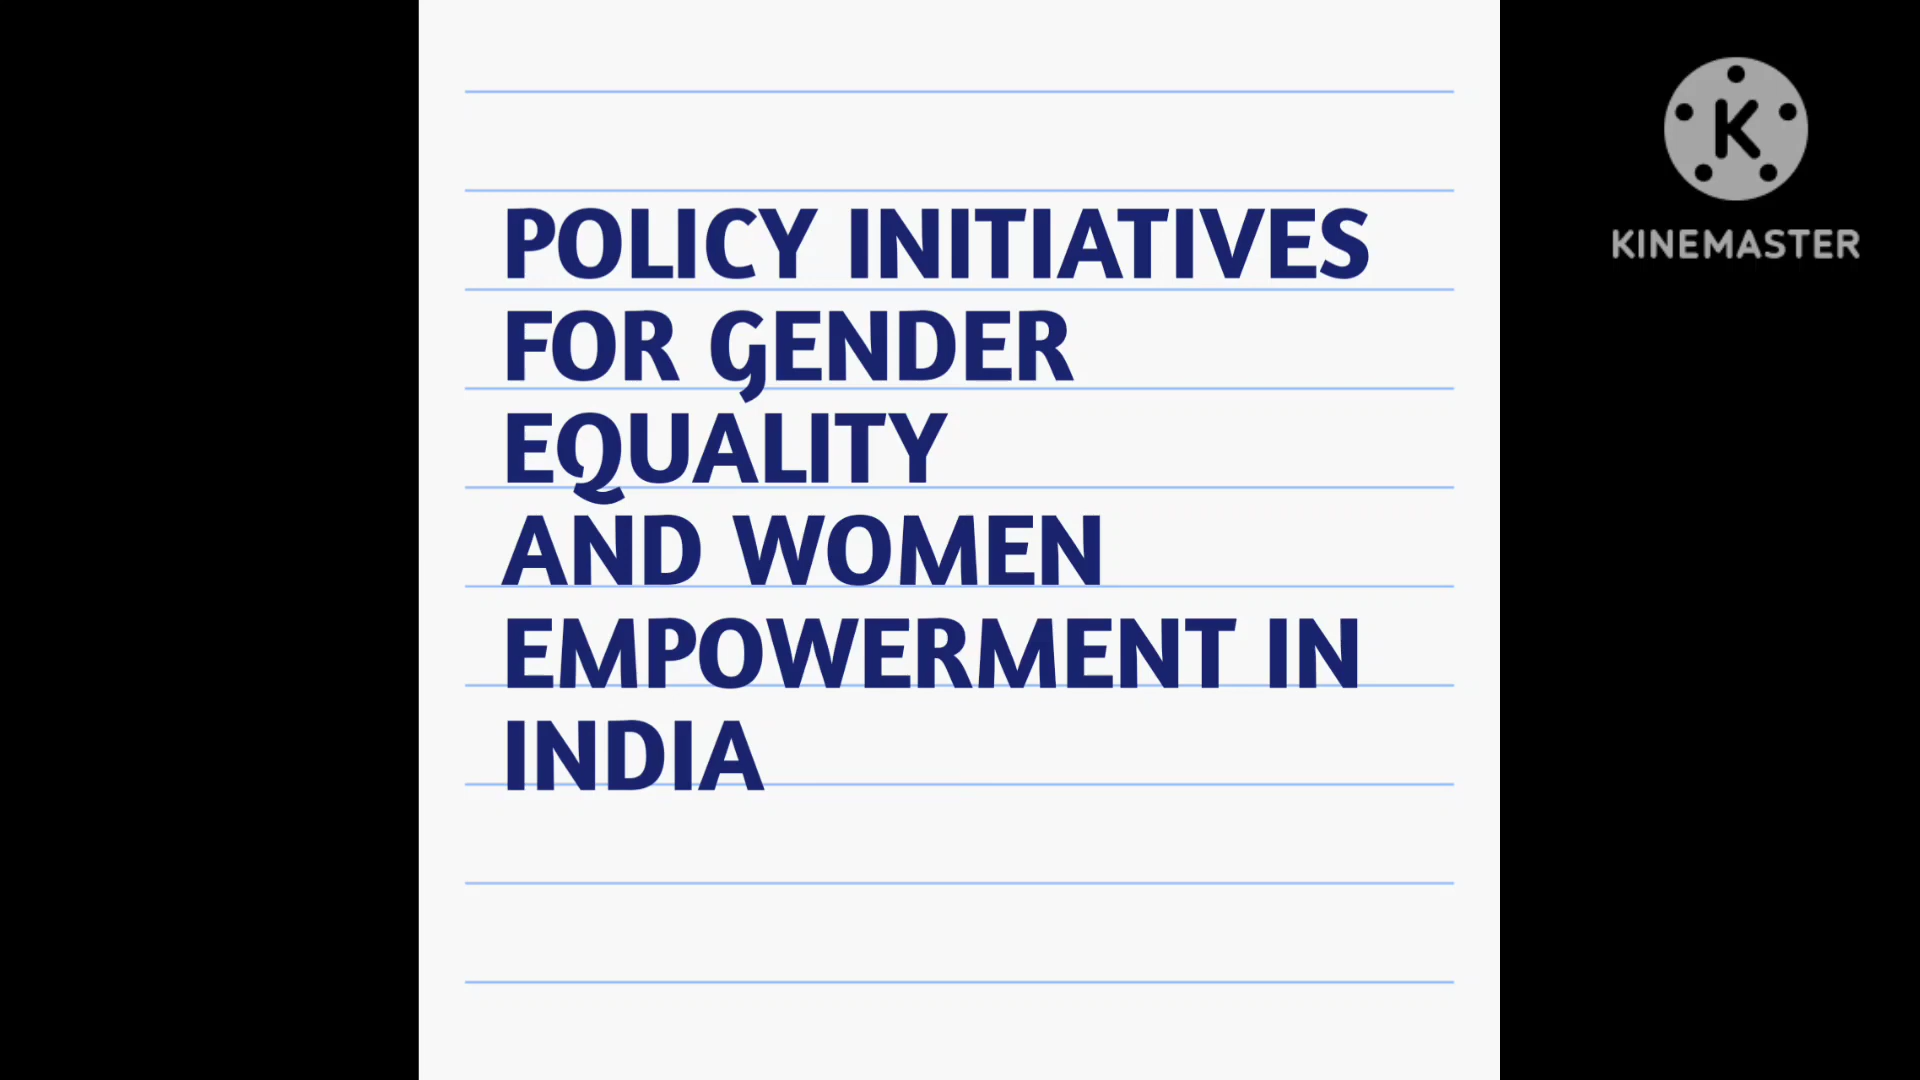 POLICY INITIATIVES
FOR GENDER
EQUALITY
AND WOMEN
EMPOWERMENT IN
INDIA
K
KINEMASTER